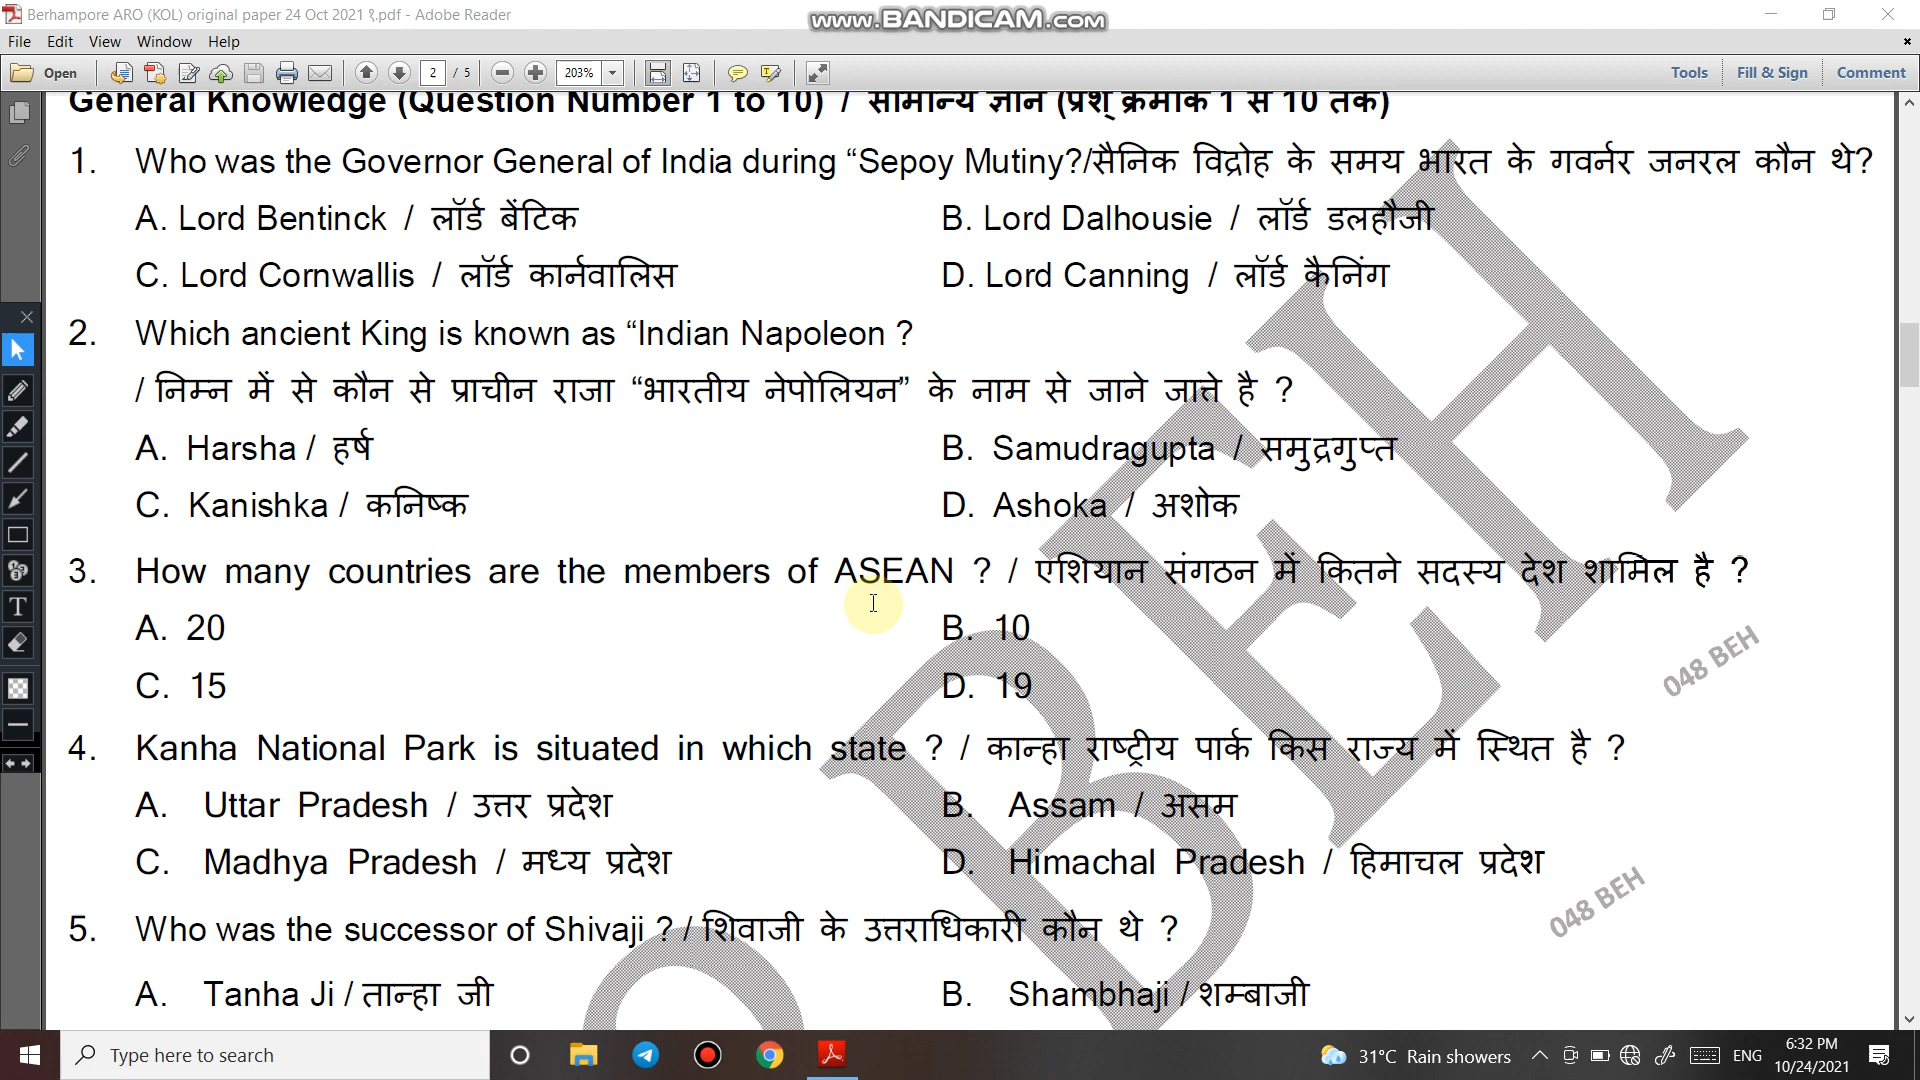 Berhampore ARO (KOL) original paper 24 Oct 2021 १.pdf - Adobe Reader
www.BANDICAM.com
File Edit View Window Help
Open 2 / 5 203% Tools Fill & Sign Comment
General Knowledge (Question Number 1 to 10) / सामान्य ज्ञान (प्रश् क्रमांक 1 से 10 तक)
1. Who was the Governor General of India during “Sepoy Mutiny?/सैनिक विद्रोह के समय भारत के गवर्नर जनरल कौन थे?
A. Lord Bentinck / लॉर्ड बेंटिक B. Lord Dalhousie / लॉर्ड डलहौजी
C. Lord Cornwallis / लॉर्ड कार्नवालिस D. Lord Canning / लॉर्ड कैनिंग
2. Which ancient King is known as “Indian Napoleon ?
/ निम्न में से कौन से प्राचीन राजा “भारतीय नेपोलियन” के नाम से जाने जाते है ?
A. Harsha / हर्ष B. Samudragupta / समुद्रगुप्त
C. Kanishka / कनिष्क D. Ashoka / अशोक
3. How many countries are the members of ASEAN ? / एशियान संगठन में कितने सदस्य देश शामिल है ?
A. 20 B. 10
C. 15 D. 19
048 BEH
4. Kanha National Park is situated in which state ? / कान्हा राष्ट्रीय पार्क किस राज्य में स्थित है ?
A. Uttar Pradesh / उत्तर प्रदेश B. Assam / असम
C. Madhya Pradesh / मध्य प्रदेश D. Himachal Pradesh / हिमाचल प्रदेश
048 BEH
5. Who was the successor of Shivaji ? / शिवाजी के उत्तराधिकारी कौन थे ?
A. Tanha Ji / तान्हा जी B. Shambhaji / शम्बाजी
O BEH
Type here to search 31°C Rain showers ENG 6:32 PM
10/24/2021